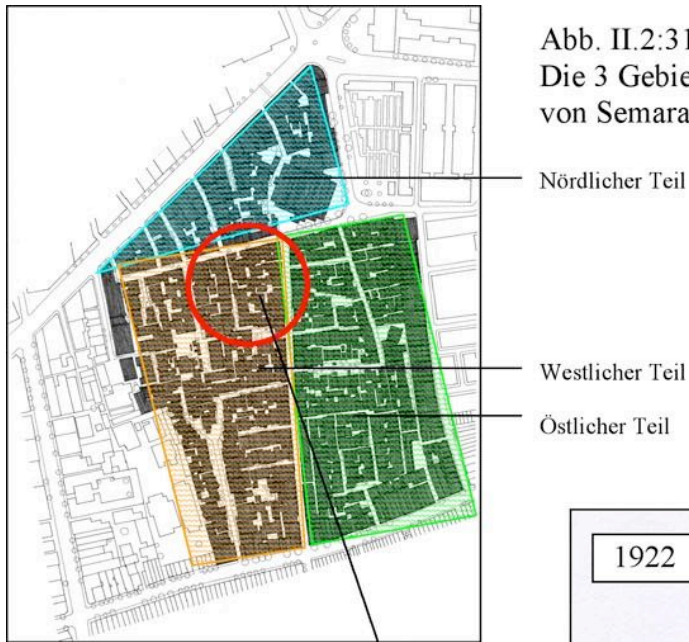 Abb. II.2:31
Die 3 Gebie
von Semara
Nördlicher Teil
Westlicher Teil
Östlicher Teil
1922